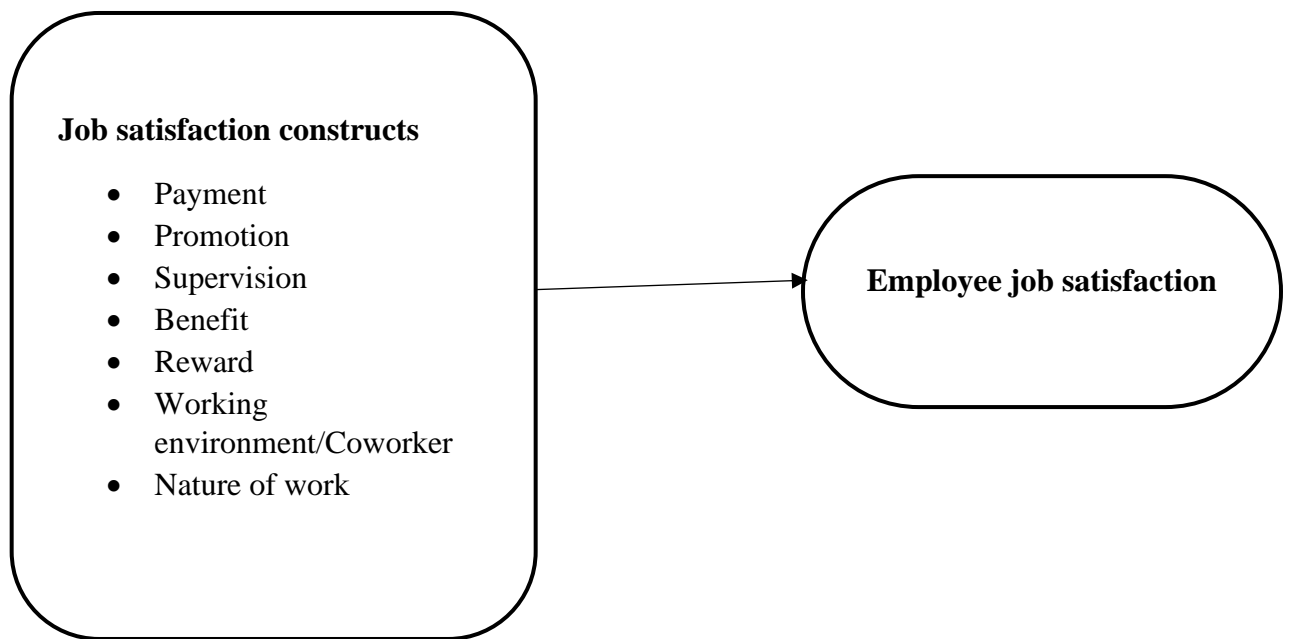 Job satisfaction constructs
• Payment
• Promotion
• Supervision
• Benefit
• Reward
• Working
environment/Coworker
• Nature of work
Employee job satisfaction